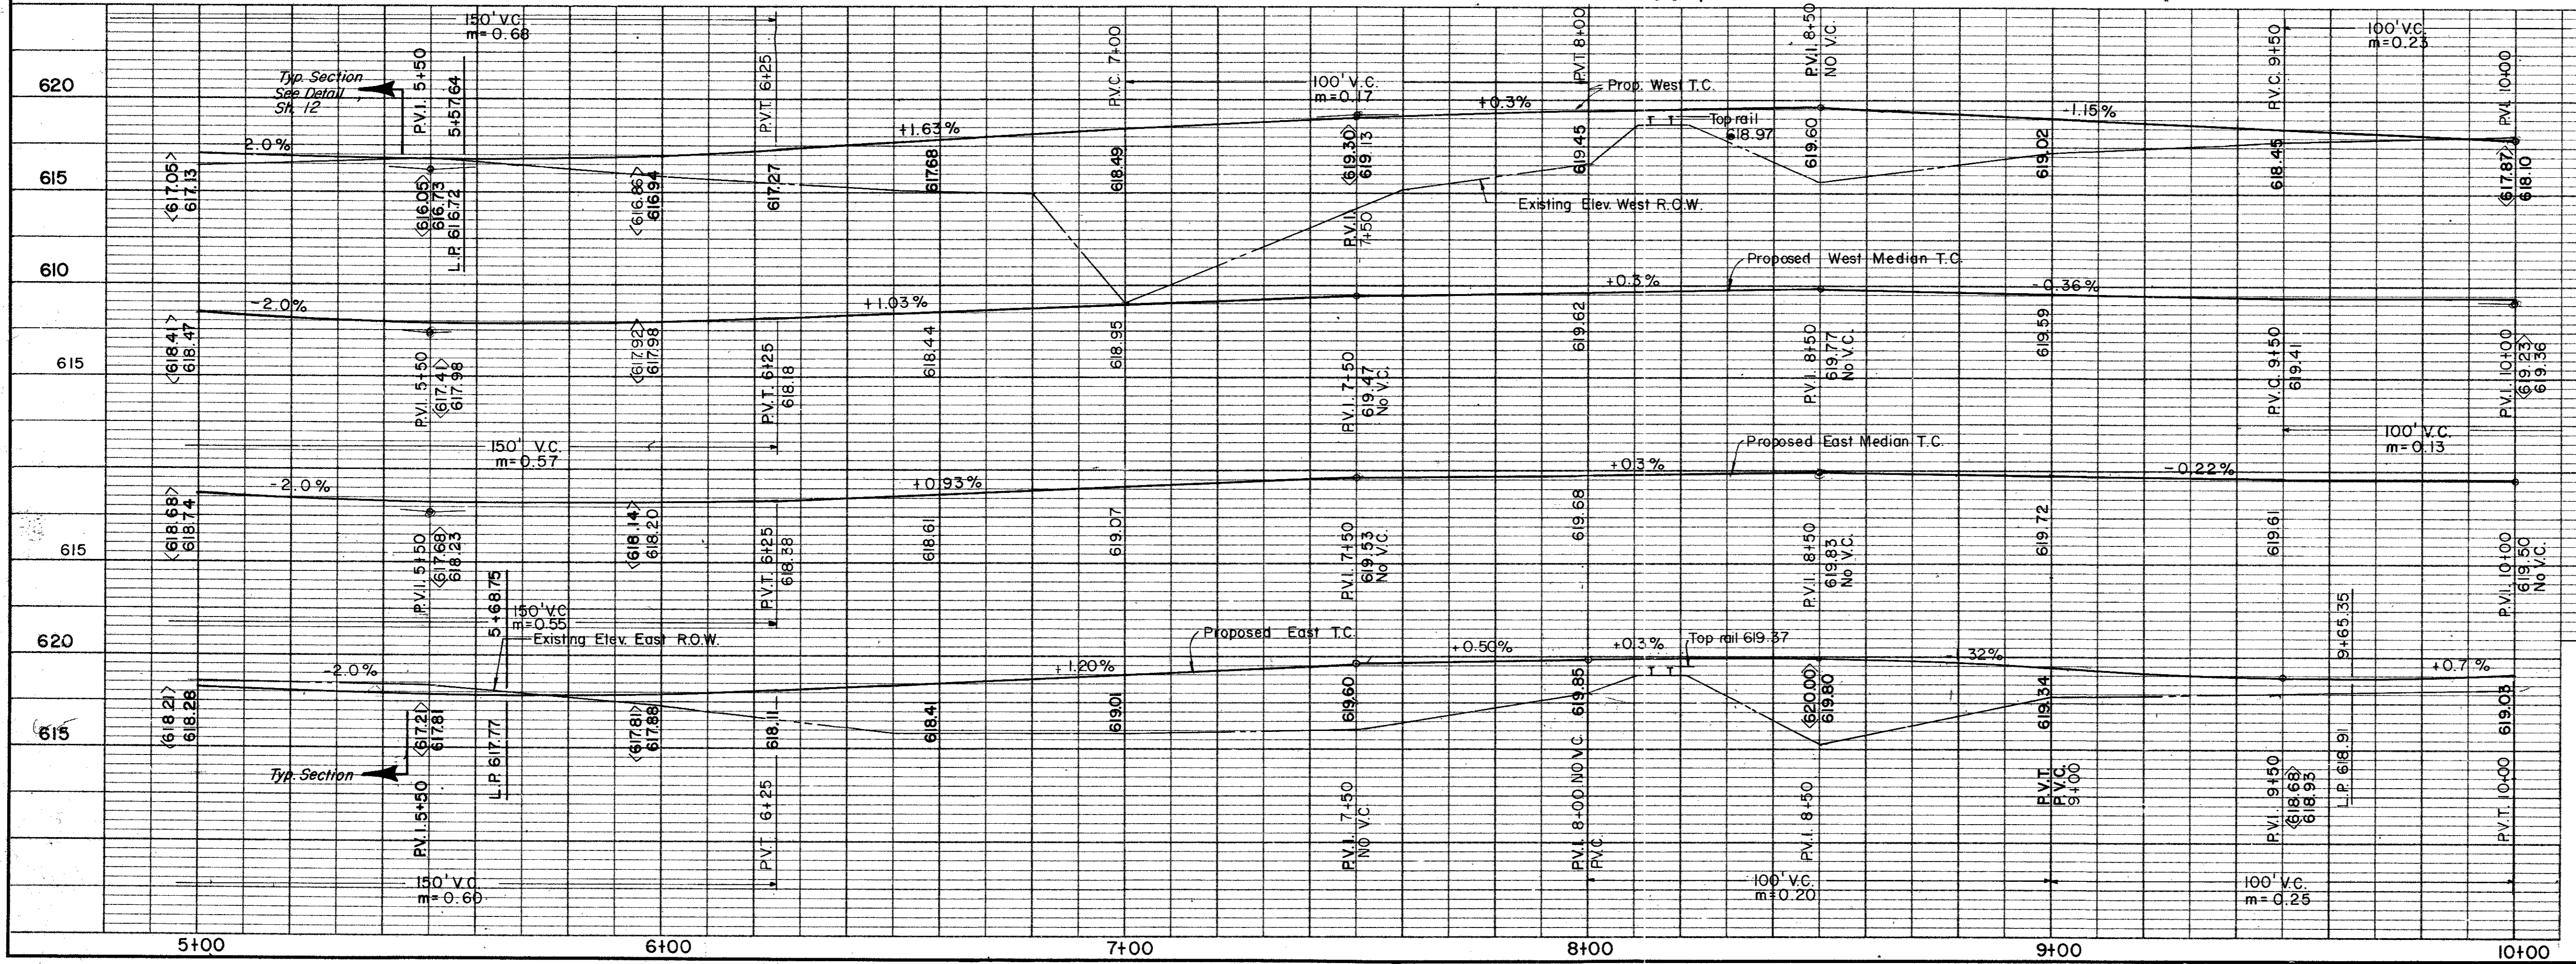 150' V.C.
m=0.68
Typ. Section
See Detail
Sh. 12
P.V.I. 5+50
5+57.64
P.V.T. 6+25
P.V.C. 7+00
100' V.C.
m=0.17
P.V.T. 8+00
P.V.I. 8+50
NO V.C.
P.V.C. 9+50
100' V.C.
m=0.23
P.V.I. 10+00
620
2.0%
+1.63%
+0.3%
Prop. West T.C.
Top rail
618.97
-1.15%
615
<617.05>
617.13
<616.05>
616.73
L.P. 616.72
<616.86>
616.94
617.27
617.68
618.49
<619.30>
619.13
P.V.I.
7+50
619.45
Existing Elev. West R.O.W.
619.60
619.02
618.45
<617.87>
618.10
610
-2.0%
+1.03%
+0.3%
Proposed West Median T.C.
-0.36%
615
<618.41>
618.47
P.V.I. 5+50
<617.41>
617.98
<617.92>
617.98
P.V.T. 6+25
618.18
618.44
618.95
P.V.I. 7-50
619.47
No V.C.
619.62
P.V.I. 8+50
619.77
No V.C.
619.59
P.V.C. 9+50
619.41
P.V.I. 10+00
<619.23>
619.36
150' V.C.
m=0.57
Proposed East Median T.C.
100' V.C.
m=0.13
-2.0%
+0.93%
+0.3%
-0.22%
615
<618.68>
618.74
P.V.I. 5+50
<617.68>
618.23
<618.14>
618.20
P.V.T. 6+25
618.38
618.61
619.07
P.V.I. 7+50
619.53
No V.C.
619.68
P.V.I. 8+50
619.83
No V.C.
619.72
619.61
P.V.I. 10+00
619.50
No V.C.
150' V.C.
m=0.55
5+68.75
Existing Elev. East R.O.W.
Proposed East T.C.
620
-2.0%
+1.20%
+0.50%
+0.3%
Top rail 619.37
32%
9+65.35
+0.7 %
615
<618.21>
618.28
<617.21>
617.81
L.P. 617.77
<617.81>
617.88
618.11
618.41
619.01
619.60
619.85
<620.00>
619.80
619.34
<618.68>
618.93
L.P. 618.91
619.03
Typ. Section
P.V.I. 5+50
P.V.T. 6+25
P.V.I. 7+50
NO V.C.
P.V.I. 8+00 NO V.C.
P.V.C.
P.V.I. 8+50
P.V.T.
P.V.C.
9+00
P.V.I. 9+50
P.V.T. 10+00
150' V.C.
m=0.60
100' V.C.
m=0.20
100' V.C.
m=0.25
5+00 6+00 7+00 8+00 9+00 10+00